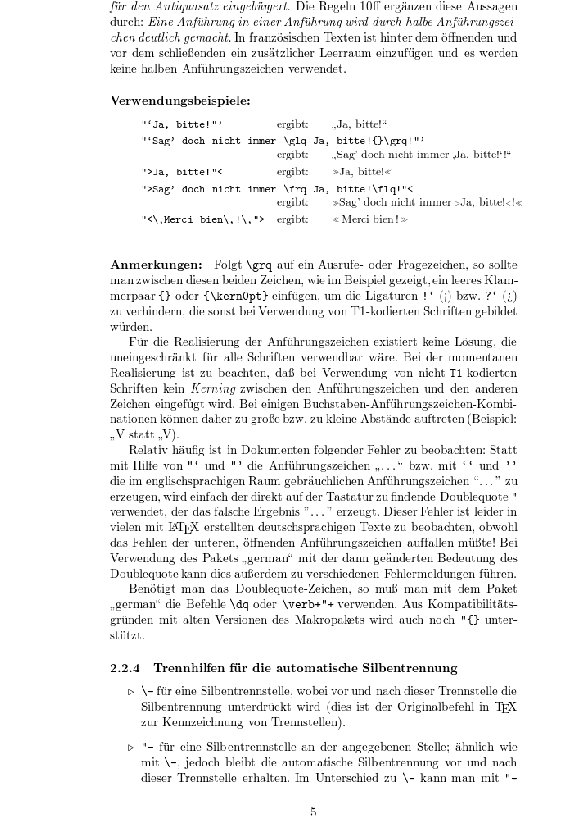 für den Antiquasatz eingebürgert. Die Regeln 10ff ergänzen diese Aussagen
durch: Eine Anführung in einer Anführung wird durch halbe Anführungszei-
chen deutlich gemacht. In französischen Texten ist hinter dem öffnenden und
vor dem schließenden ein zusätzlicher Leerraum einzufügen und es werden
keine halben Anführungszeichen verwendet.
Verwendungsbeispiele:
"`Ja, bitte!"' ergibt: „Ja, bitte!“
"`Sag' doch nicht immer \glq Ja, bitte!{}\grq!"'
ergibt: „Sag’ doch nicht immer ‚Ja, bitte!‘!“
">Ja, bitte!"< ergibt: »Ja, bitte!«
">Sag' doch nicht immer \frq Ja, bitte!\flq!"<
ergibt: »Sag’ doch nicht immer ›Ja, bitte!‹!«
"<\,Merci bien\,!\,"> ergibt: « Merci bien ! »
Anmerkungen: Folgt \grq auf ein Ausrufe- oder Fragezeichen, so sollte
man zwischen diesen beiden Zeichen, wie im Beispiel gezeigt, ein leeres Klam-
merpaar {} oder {\kern0pt} einfügen, um die Ligaturen !‘ (¡) bzw. ?‘ (¿)
zu verhindern, die sonst bei Verwendung von T1-kodierten Schriften gebildet
würden.
Für die Realisierung der Anführungszeichen existiert keine Lösung, die
uneingeschränkt für alle Schriften verwendbar wäre. Bei der momentanen
Realisierung ist zu beachten, daß bei Verwendung von nicht T1-kodierten
Schriften kein Kerning zwischen den Anführungszeichen und den anderen
Zeichen eingefügt wird. Bei einigen Buchstaben-Anführungszeichen-Kombi-
nationen können daher zu große bzw. zu kleine Abstände auftreten (Beispiel:
„V statt „V).
Relativ häufig ist in Dokumenten folgender Fehler zu beobachten: Statt
mit Hilfe von "` und "' die Anführungszeichen „...“ bzw. mit `` und ''
die im englischsprachigen Raum gebräuchlichen Anführungszeichen “...” zu
erzeugen, wird einfach der direkt auf der Tastatur zu findende Doublequote "
verwendet, der das falsche Ergebnis ”...” erzeugt. Dieser Fehler ist leider in
vielen mit LATEX erstellten deutschsprachigen Texte zu beobachten, obwohl
das Fehlen der unteren, öffnenden Anführungszeichen auffallen müßte! Bei
Verwendung des Pakets „german“ mit der dann geänderten Bedeutung des
Doublequote kann dies außerdem zu verschiedenen Fehlermeldungen führen.
Benötigt man das Doublequote-Zeichen, so muß man mit dem Paket
„german“ die Befehle \dq oder \verb+"+ verwenden. Aus Kompatibilitäts-
gründen mit alten Versionen des Makropakets wird auch noch "{} unter-
stützt.
2.2.4 Trennhilfen für die automatische Silbentrennung
▷ \- für eine Silbentrennstelle, wobei vor und nach dieser Trennstelle die
Silbentrennung unterdrückt wird (dies ist der Originalbefehl in TEX
zur Kennzeichnung von Trennstellen).
▷ "- für eine Silbentrennstelle an der angegebenen Stelle; ähnlich wie
mit \-, jedoch bleibt die automatische Silbentrennung vor und nach
dieser Trennstelle erhalten. Im Unterschied zu \- kann man mit "-
5